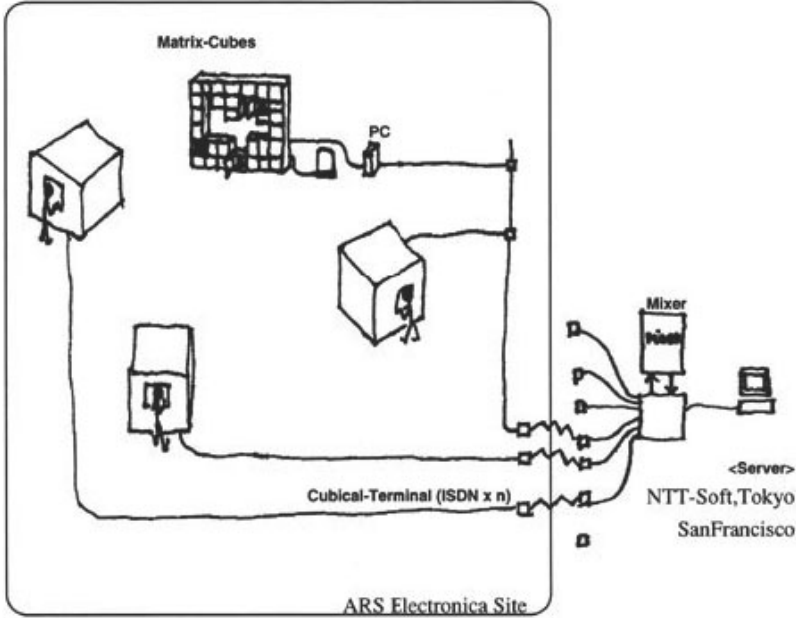 Matrix-Cubes
PC
Mixer
<Server>
Cubical-Terminal (ISDN x n)
NTT-Soft,Tokyo
SanFrancisco
ARS Electronica Site